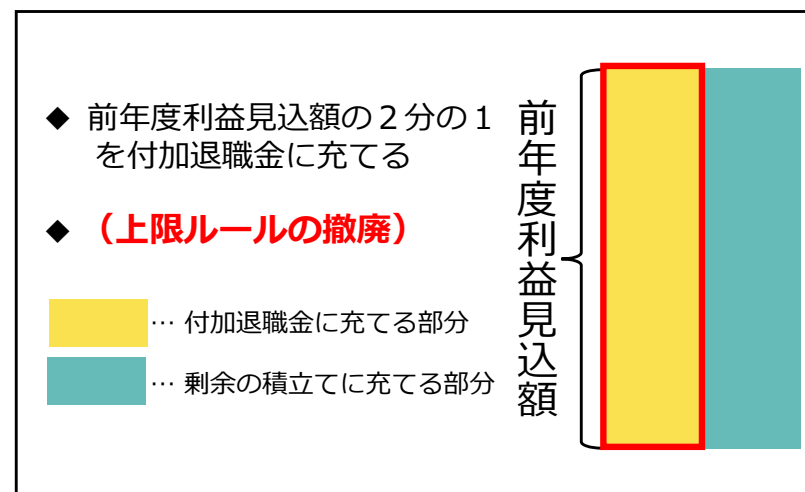 ◆ 前年度利益見込額の２分の１
を付加退職金に充てる
◆ （上限ルールの撤廃）
… 付加退職金に充てる部分
… 剰余の積立てに充てる部分
前年度利益見込額